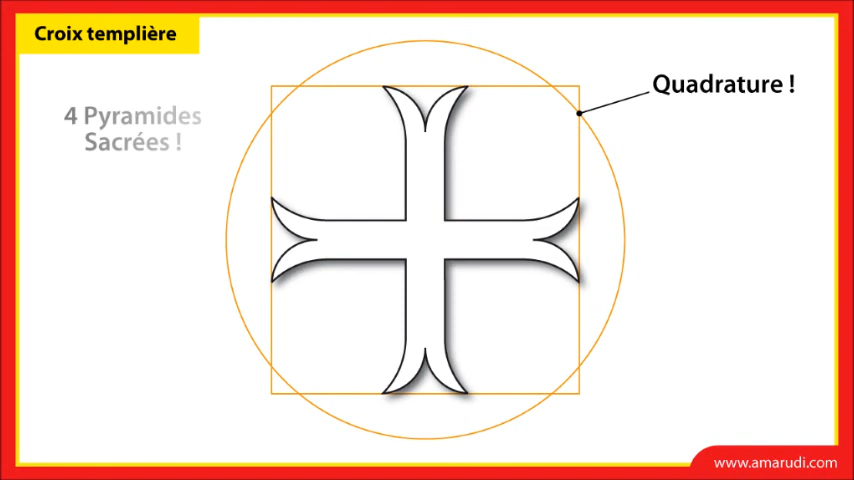 Croix templière
4 Pyramides
Sacrées !
Quadrature !
www.amarudi.com